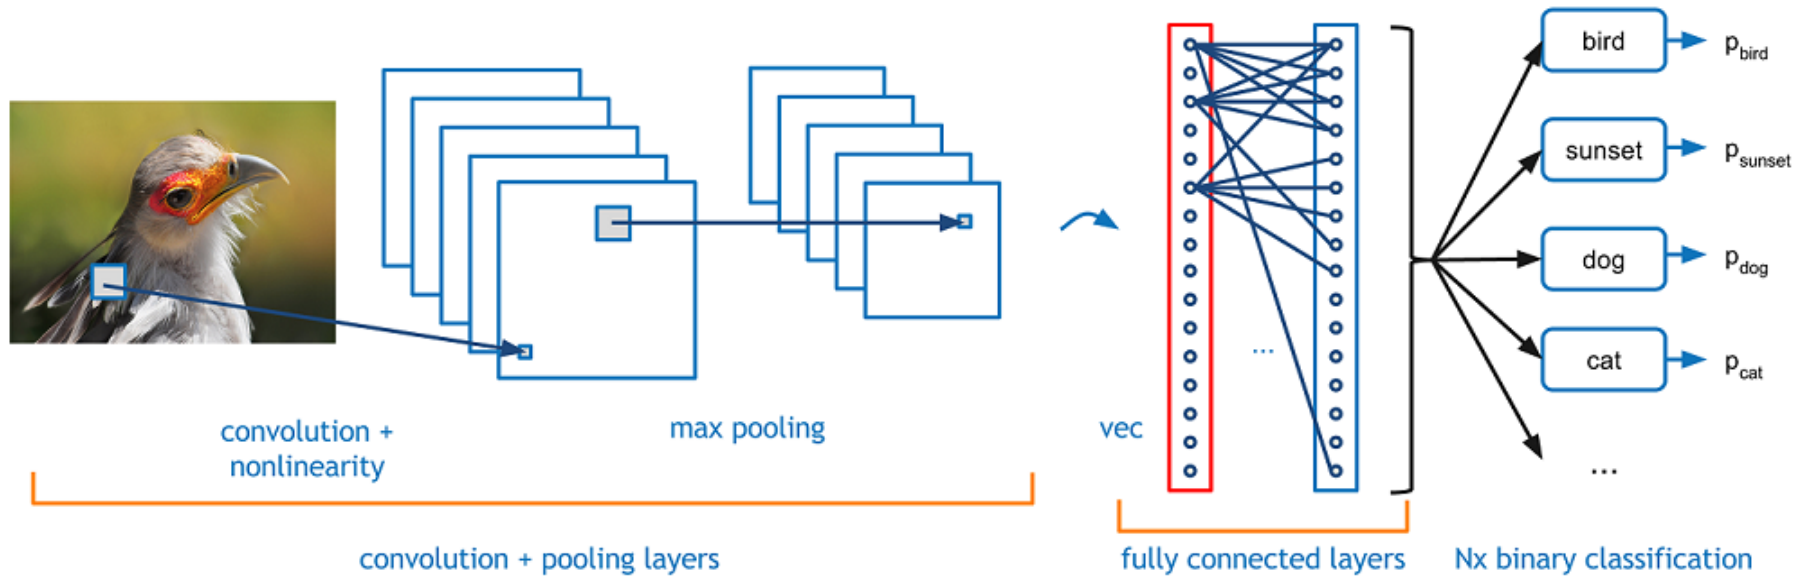 bird
p_bird
sunset
p_sunset
dog
p_dog
...
cat
p_cat
...
convolution +
nonlinearity
max pooling
vec
convolution + pooling layers
fully connected layers
Nx binary classification